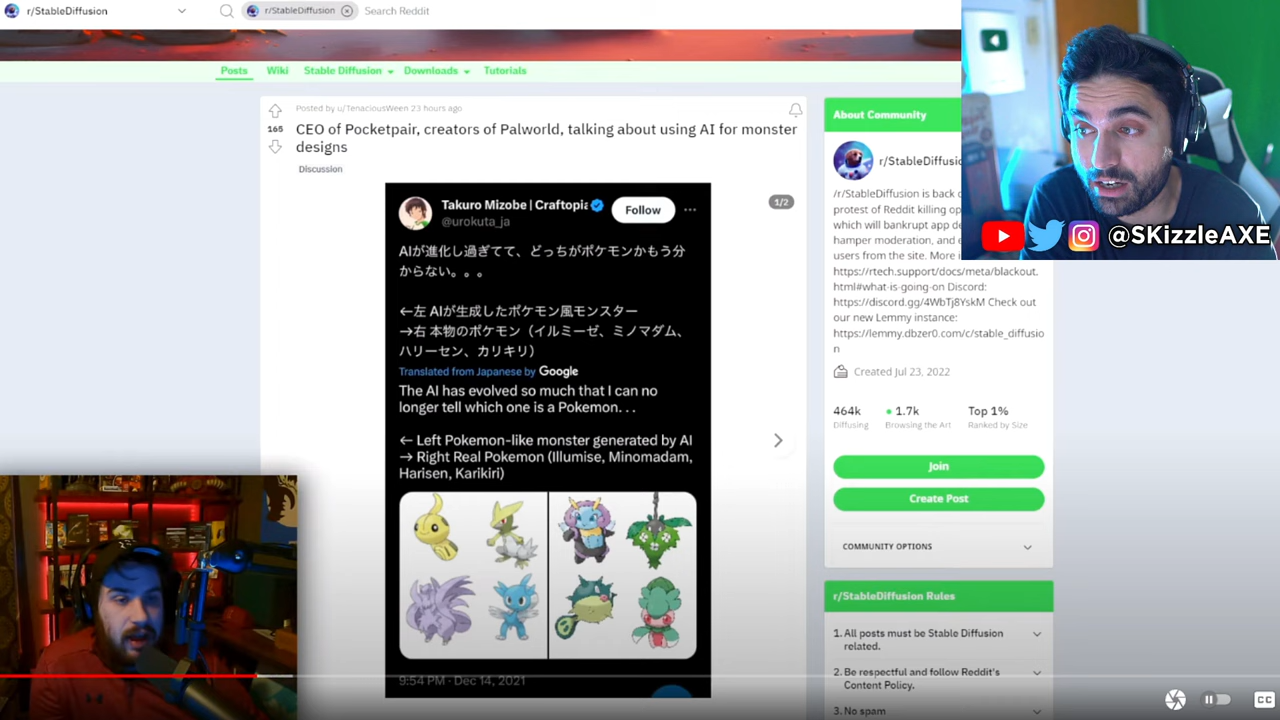 r/StableDiffusion
r/StableDiffusion
Search Reddit
Posts
Wiki
Stable Diffusion
Downloads
Tutorials
Posted by u/TenaciousWeen 23 hours ago
165
CEO of Pocketpair, creators of Palworld, talking about using AI for monster
designs
Discussion
1/2
Takuro Mizobe | Craftopia
@urokuta_ja
Follow
AIが進化し過ぎてて、どっちがポケモンかもう分
からない。。。
←左 AIが生成したポケモン風モンスター
→右 本物のポケモン（イルミーゼ、ミノマダム、
ハリーセン、カリキリ）
Translated from Japanese by Google
The AI has evolved so much that I can no
longer tell which one is a Pokemon. . .
← Left Pokemon-like monster generated by AI
→ Right Real Pokemon (Illumise, Minomadam,
Harisen, Karikiri)
9:54 PM · Dec 14, 2021
About Community
r/StableDiffusio
/r/StableDiffusion is back o
protest of Reddit killing op
which will bankrupt app de
hamper moderation, and e
users from the site. More i
https://rtech.support/docs/meta/blackout.
html#what-is-going-on Discord:
https://discord.gg/4WbTj8YskM Check out
our new Lemmy instance:
https://lemmy.dbzer0.com/c/stable_diffusio
n
Created Jul 23, 2022
464k
1.7k
Top 1%
Diffusing
Browsing the Art
Ranked by Size
Join
Create Post
COMMUNITY OPTIONS
r/StableDiffusion Rules
1. All posts must be Stable Diffusion
related.
2. Be respectful and follow Reddit's
Content Policy.
3. No spam
@SKizzleAXE
CC